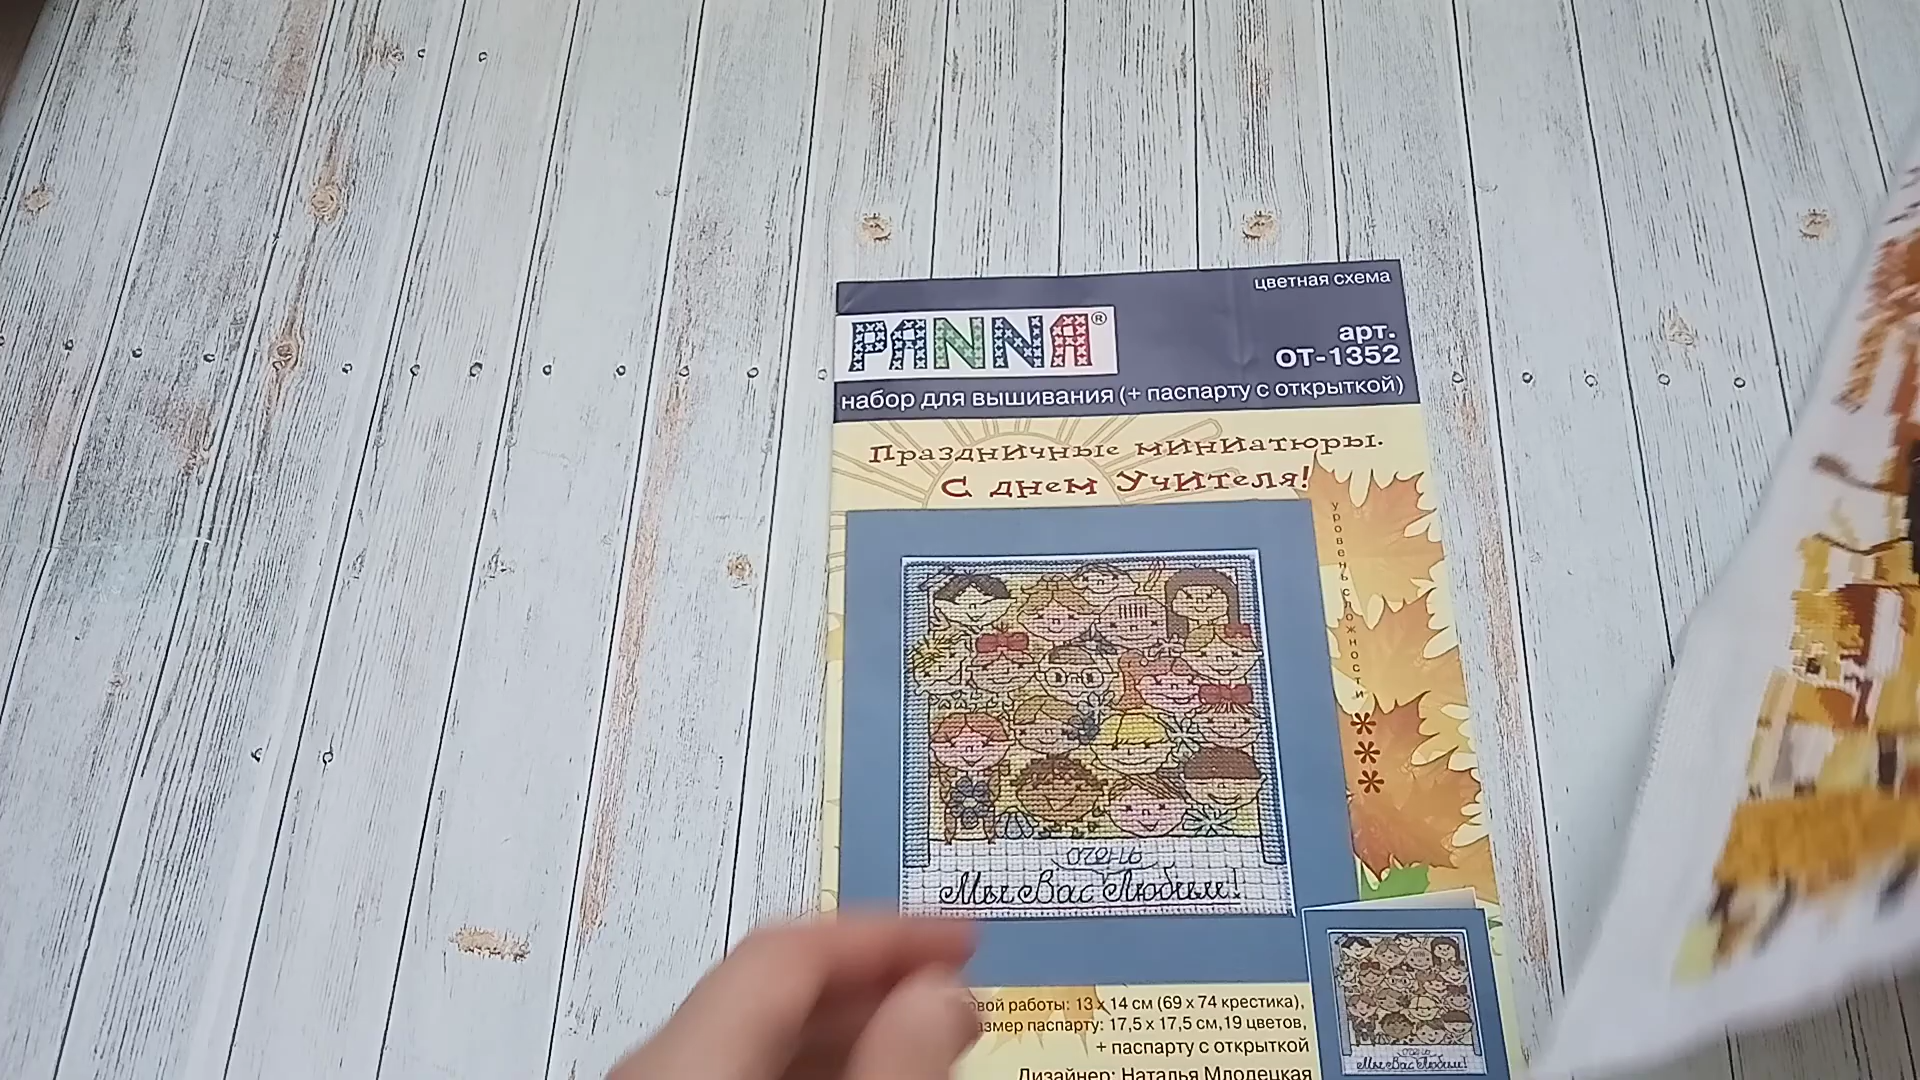 цветная схема
PANNA®
арт.
ОТ-1352
набор для вышивания (+ паспарту с открыткой)
Праздничные миниатюры.
С днем Учителя!
уровень сложности
***
очень
Мы Вас Любим!
13 x 14 см (69 x 74 крестика),
паспарту: 17,5 x 17,5 см, 19 цветов,
+ паспарту с открыткой
Дизайнер: Наталья Млодецкая
очень
Мы Вас Любим!